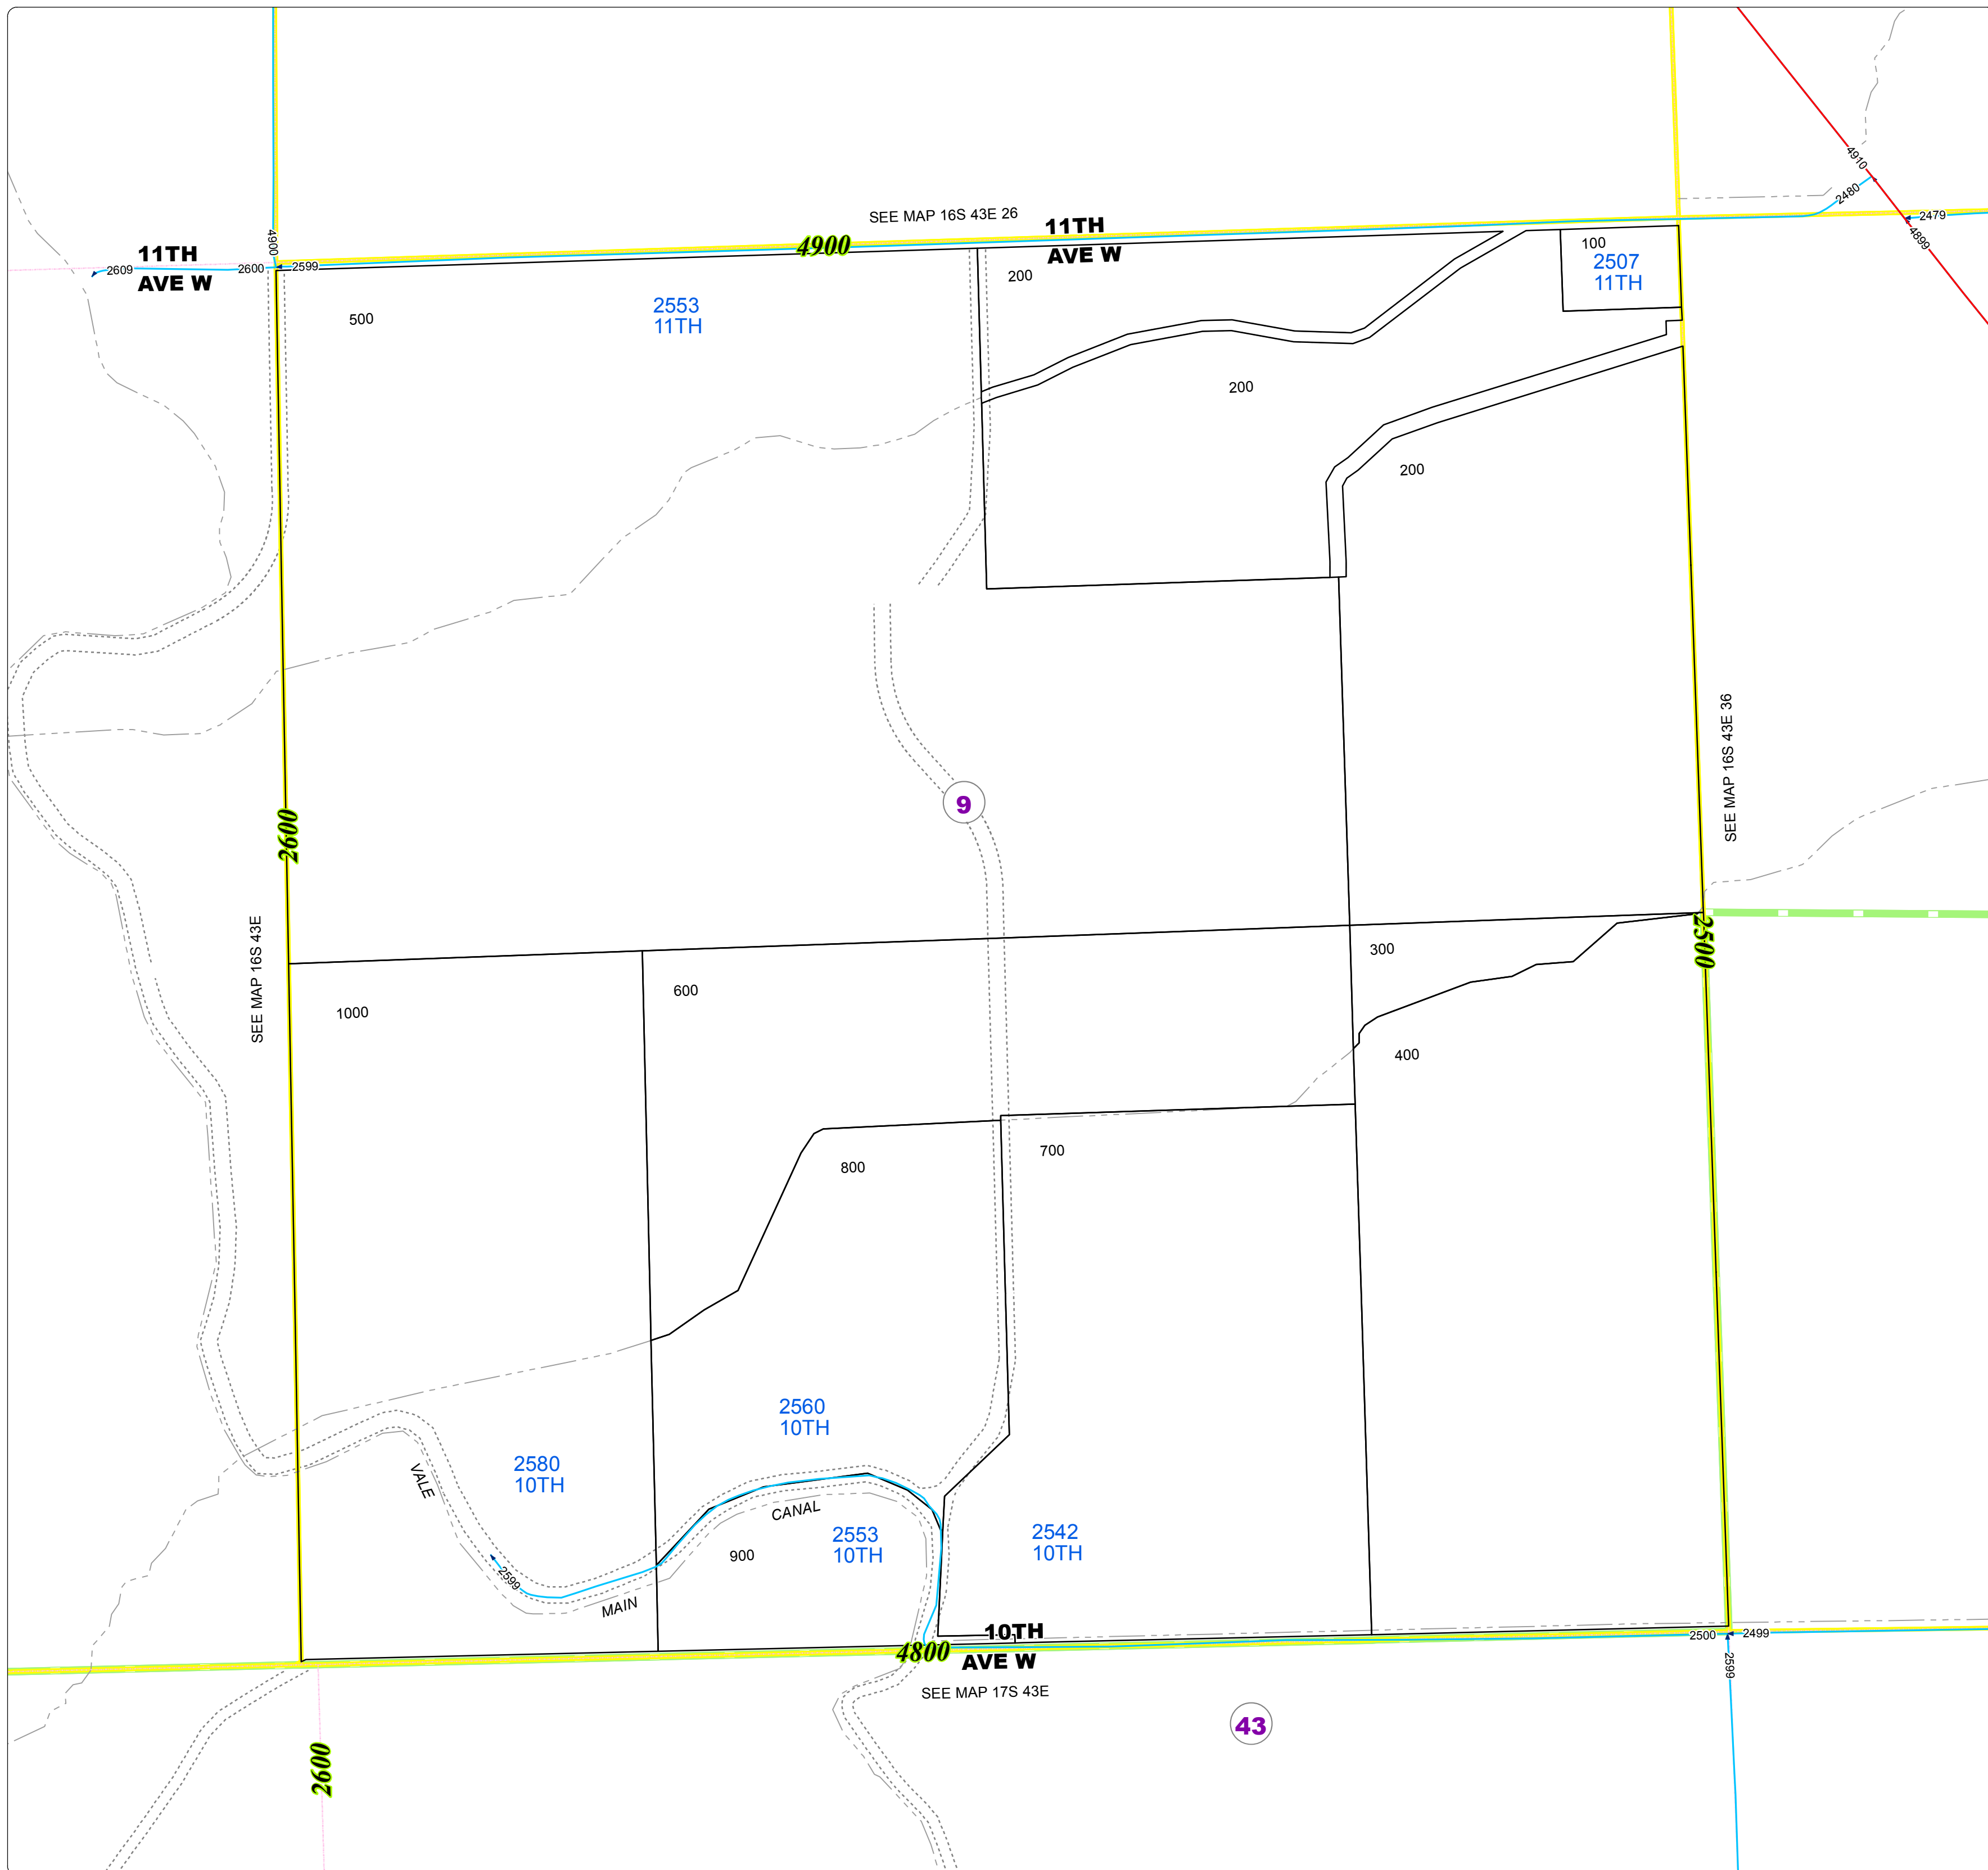 4910
2480
2479
4899
SEE MAP 16S 43E 26
11TH
AVE W
4900
11TH
AVE W
4900
2609
2600
2599
100
2507
11TH
200
500
2553
11TH
200
200
SEE MAP 16S 43E 36
9
2600
2500
SEE MAP 16S 43E
300
600
1000
400
700
800
2560
10TH
2580
10TH
VALE
CANAL
2553
10TH
2542
10TH
900
2599
MAIN
10TH
AVE W
4800
2500
2499
2599
SEE MAP 17S 43E
43
2600